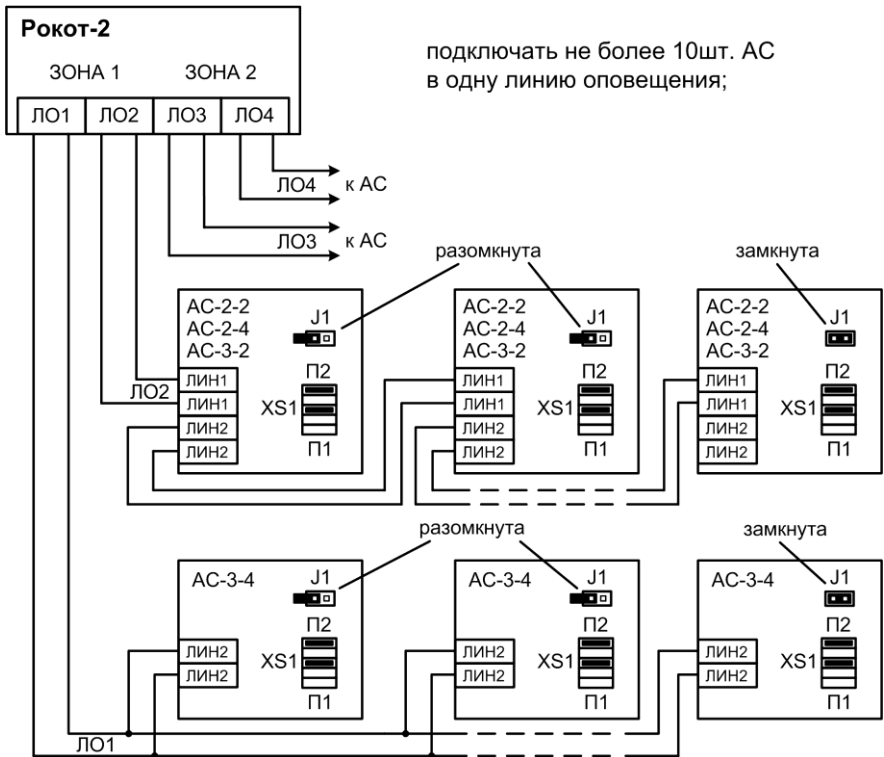 Рокот-2
подключать не более 10шт. АС
в одну линию оповещения;
ЗОНА 1 ЗОНА 2
ЛО1 ЛО2 ЛО3 ЛО4
ЛО4 к АС
ЛО3 к АС
разомкнута замкнута
АС-2-2 АС-2-2 АС-2-2
J1 J1 J1
АС-2-4 АС-2-4 АС-2-4
АС-3-2 АС-3-2 АС-3-2
П2 П2 П2
ЛИН1 ЛИН1 ЛИН1
ЛО2
ЛИН1 XS1 ЛИН1 XS1 ЛИН1 XS1
ЛИН2 ЛИН2 ЛИН2
ЛИН2 П1 ЛИН2 П1 ЛИН2 П1
разомкнута замкнута
АС-3-4 J1 АС-3-4 J1 АС-3-4 J1
П2 П2 П2
ЛИН2 ЛИН2 ЛИН2
XS1 XS1 XS1
ЛИН2 ЛИН2 ЛИН2
П1 П1 П1
ЛО1